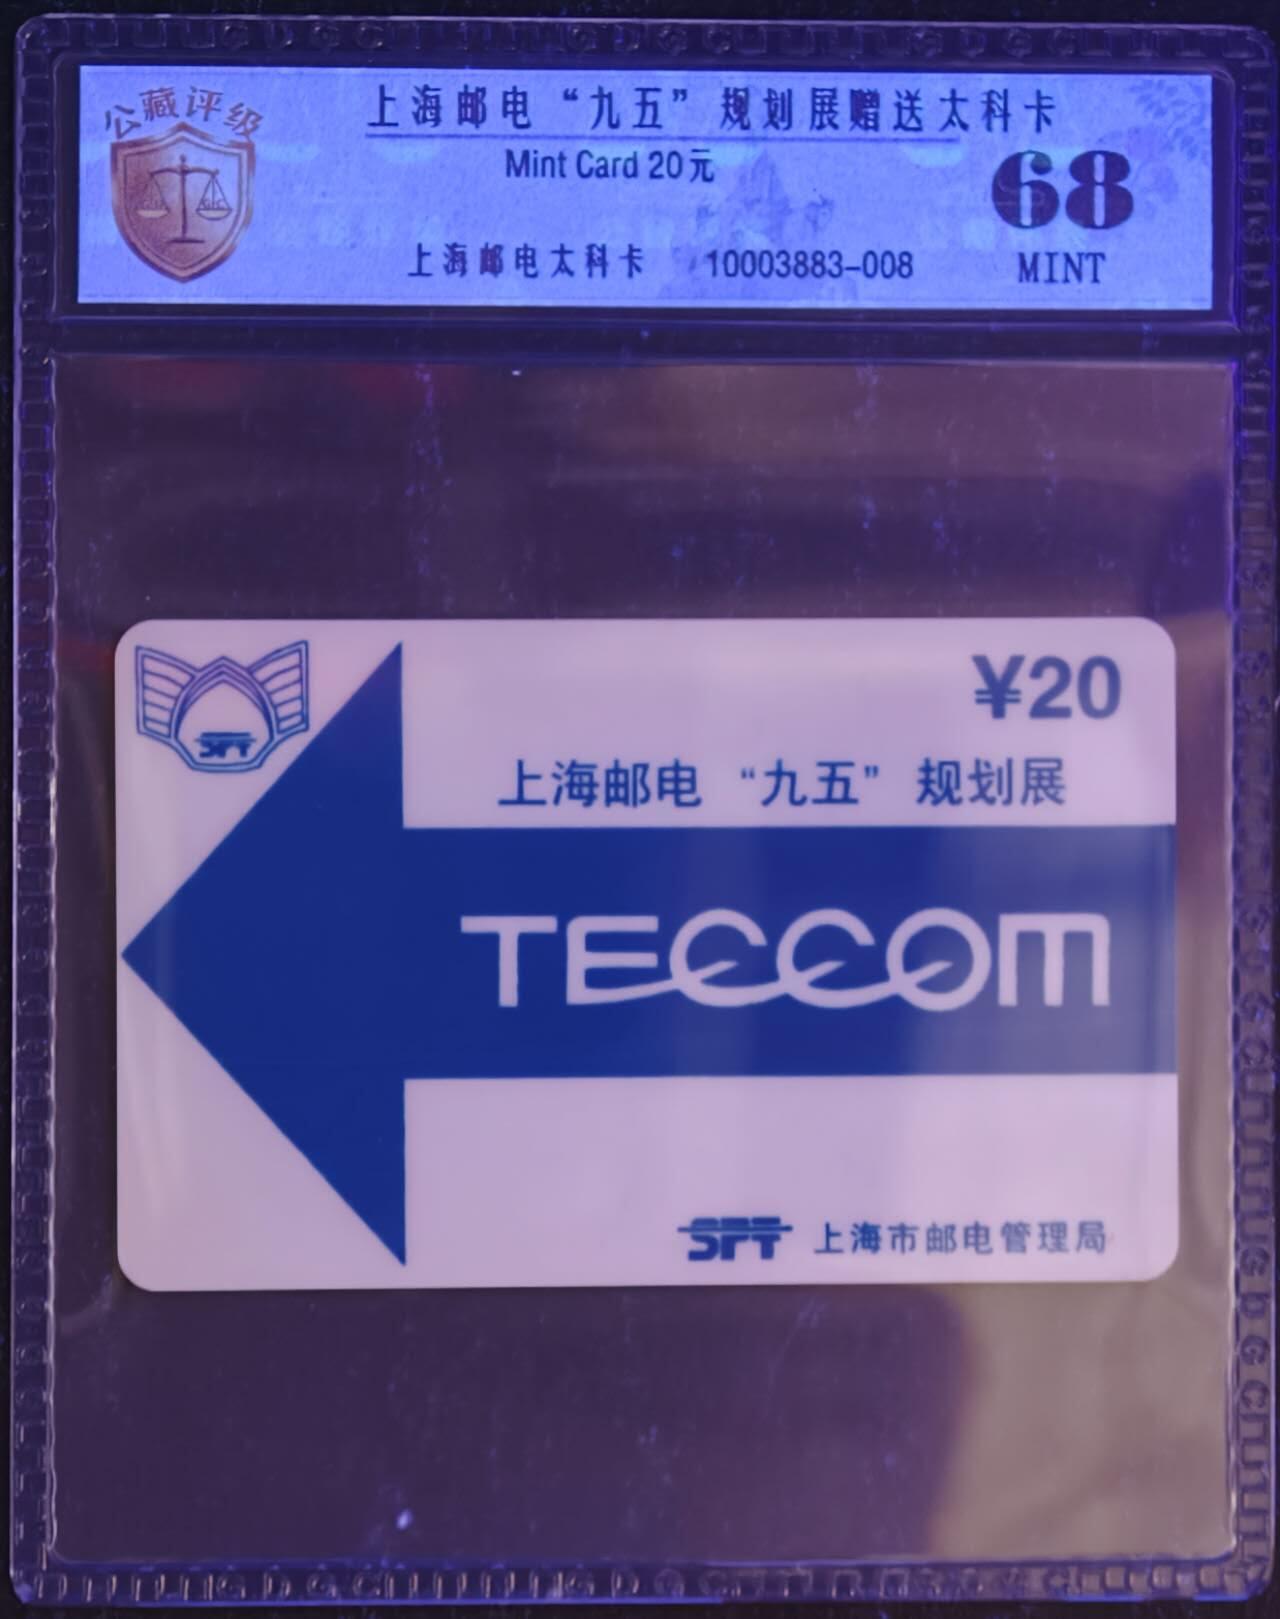 公藏评级
上海邮电“九五”规划展赠送太科卡
Mint Card 20元
68
上海邮电太科卡 10003883-008
MINT
SPT
¥20
上海邮电“九五”规划展
TECCOM
SPT 上海市邮电管理局